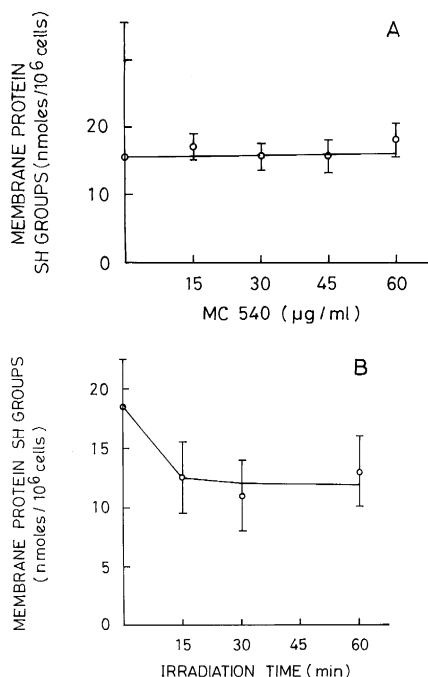 A
MEMBRANE PROTEIN
SH GROUPS (nmoles/10⁶ cells)
20
10
0
15 30 45 60
MC 540 (µg/ml)
B
MEMBRANE PROTEIN SH GROUPS
(nmoles/10⁶ cells)
20
15
10
5
0
15 30 45 60
IRRADIATION TIME (min)